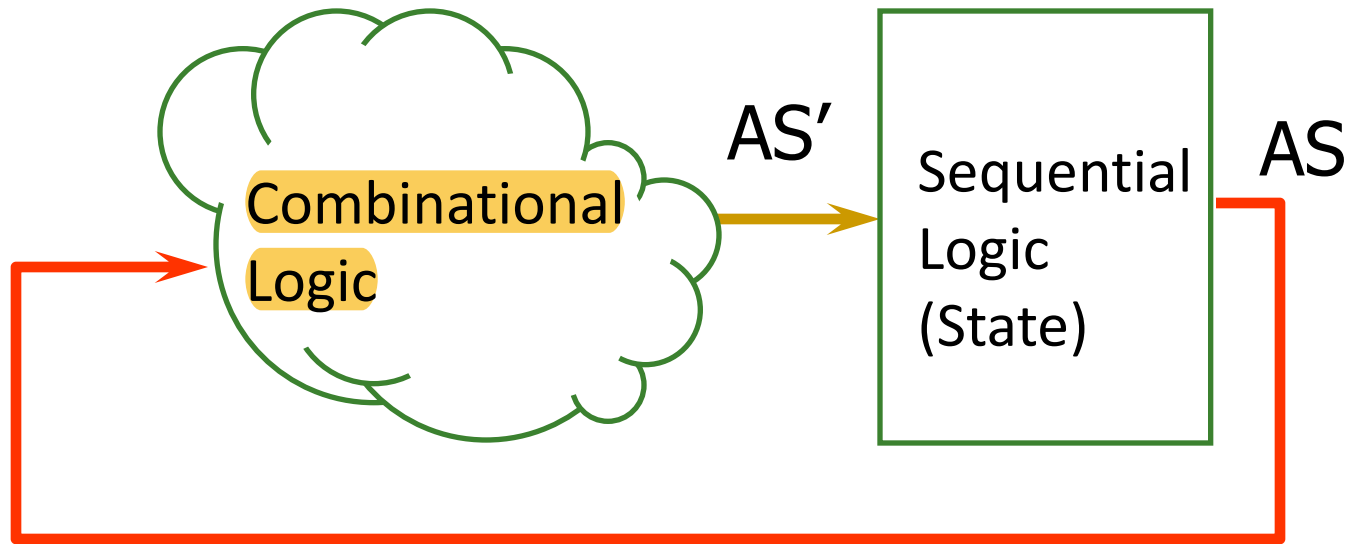 Combinational
Logic
AS′
Sequential
Logic
(State)
AS